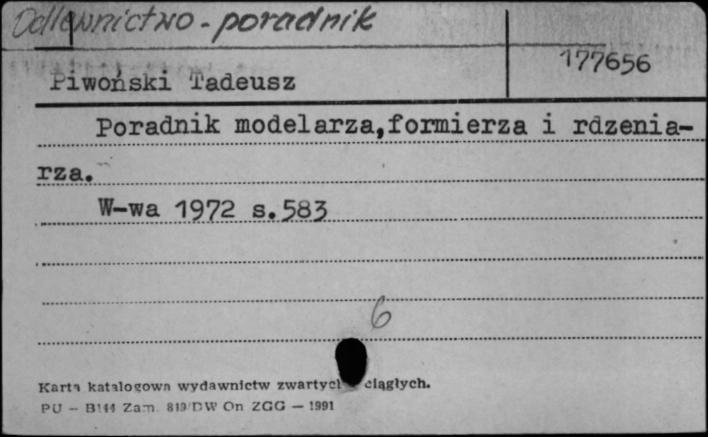 Odlewnictwo - poradnik
177656
Piwoński Tadeusz
Poradnik modelarza,formierza i rdzenia-
rza.
W-wa 1972 s.583
6
Karta katalogowa wydawnictw zwartych ciągłych.
PU - B144 Zam. 819/DW On ZGG - 1991